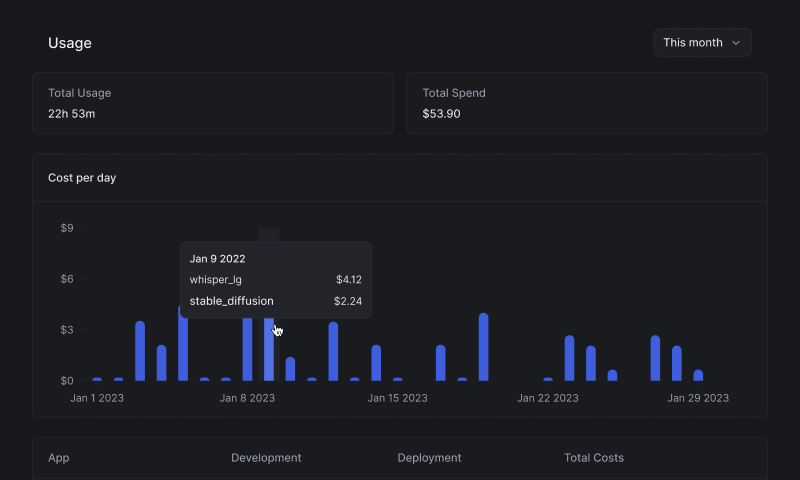 Usage
This month
Total Usage
22h 53m
Total Spend
$53.90
Cost per day
$9
$6
$3
$0
Jan 9 2022
whisper_lg $4.12
stable_diffusion $2.24
Jan 1 2023 Jan 8 2023 Jan 15 2023 Jan 22 2023 Jan 29 2023
App Development Deployment Total Costs